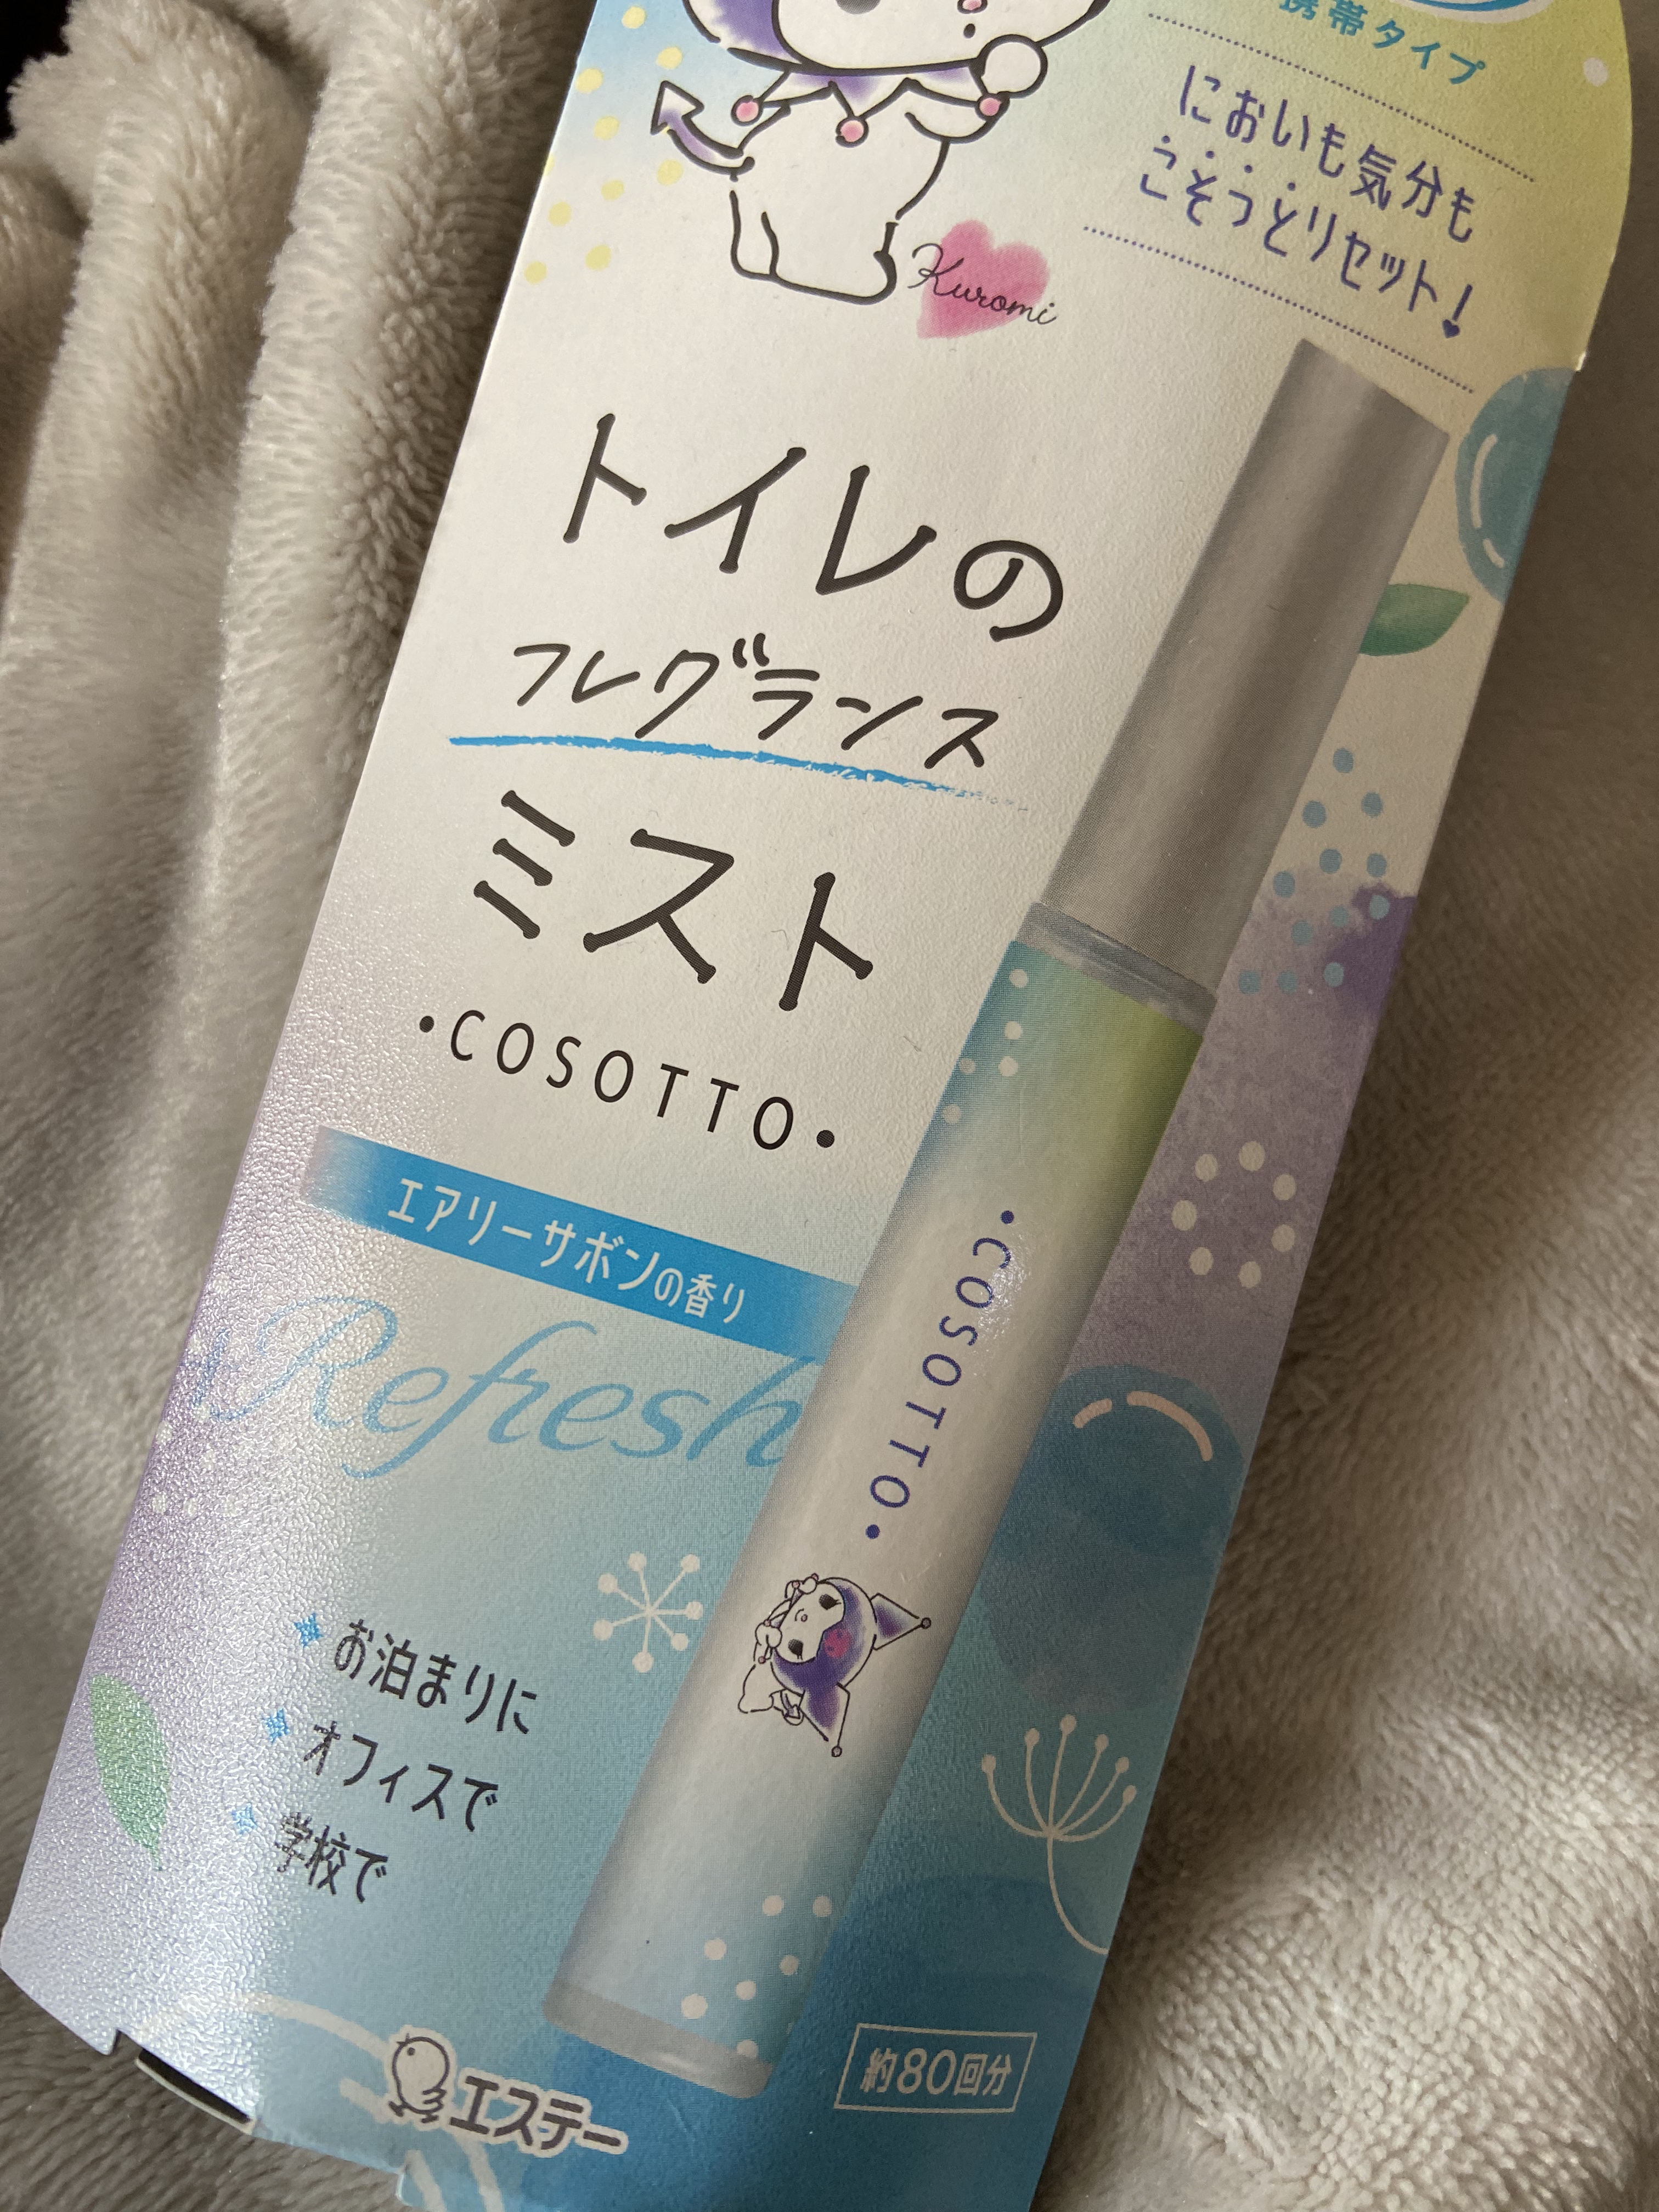 携帯タイプ
においも気分も
こそっとリセット!
Kuromi
トイレの
フレグランス
ミスト
・COSOTTO・
エアリーサボンの香り
Refresh
・COSOTTO・
お泊まりに
オフィスで
学校で
約80回分
エステー